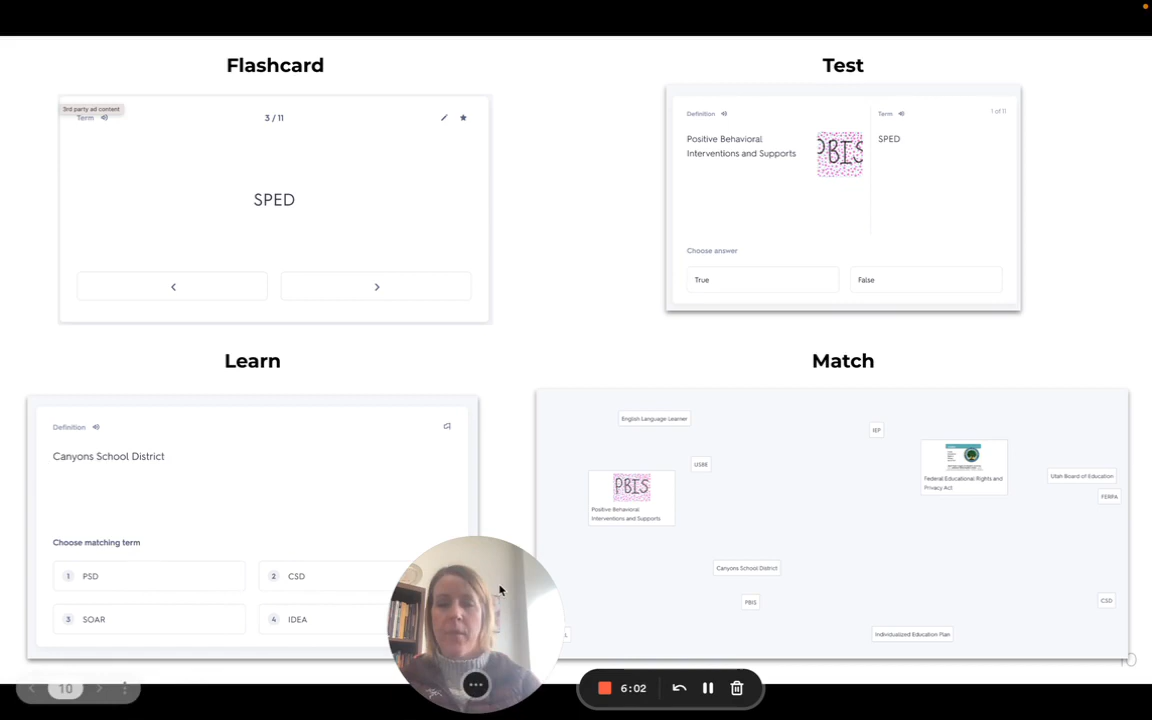 Flashcard
3rd party ad content
Term
3 / 11
SPED
Test
Definition
Term
1 of 11
Positive Behavioral
Interventions and Supports
PBIS
SPED
Choose answer
True
False
Learn
Definition
Canyons School District
Choose matching term
1 PSD
2 CSD
3 SOAR
4 IDEA
Match
English Language Learner
IEP
USBE
Federal Educational Rights and
Privacy Act
Utah Board of Education
FERPA
PBIS
Positive Behavioral
Interventions and Supports
Canyons School District
PBIS
CSD
Individualized Education Plan
L
10
10
6:02